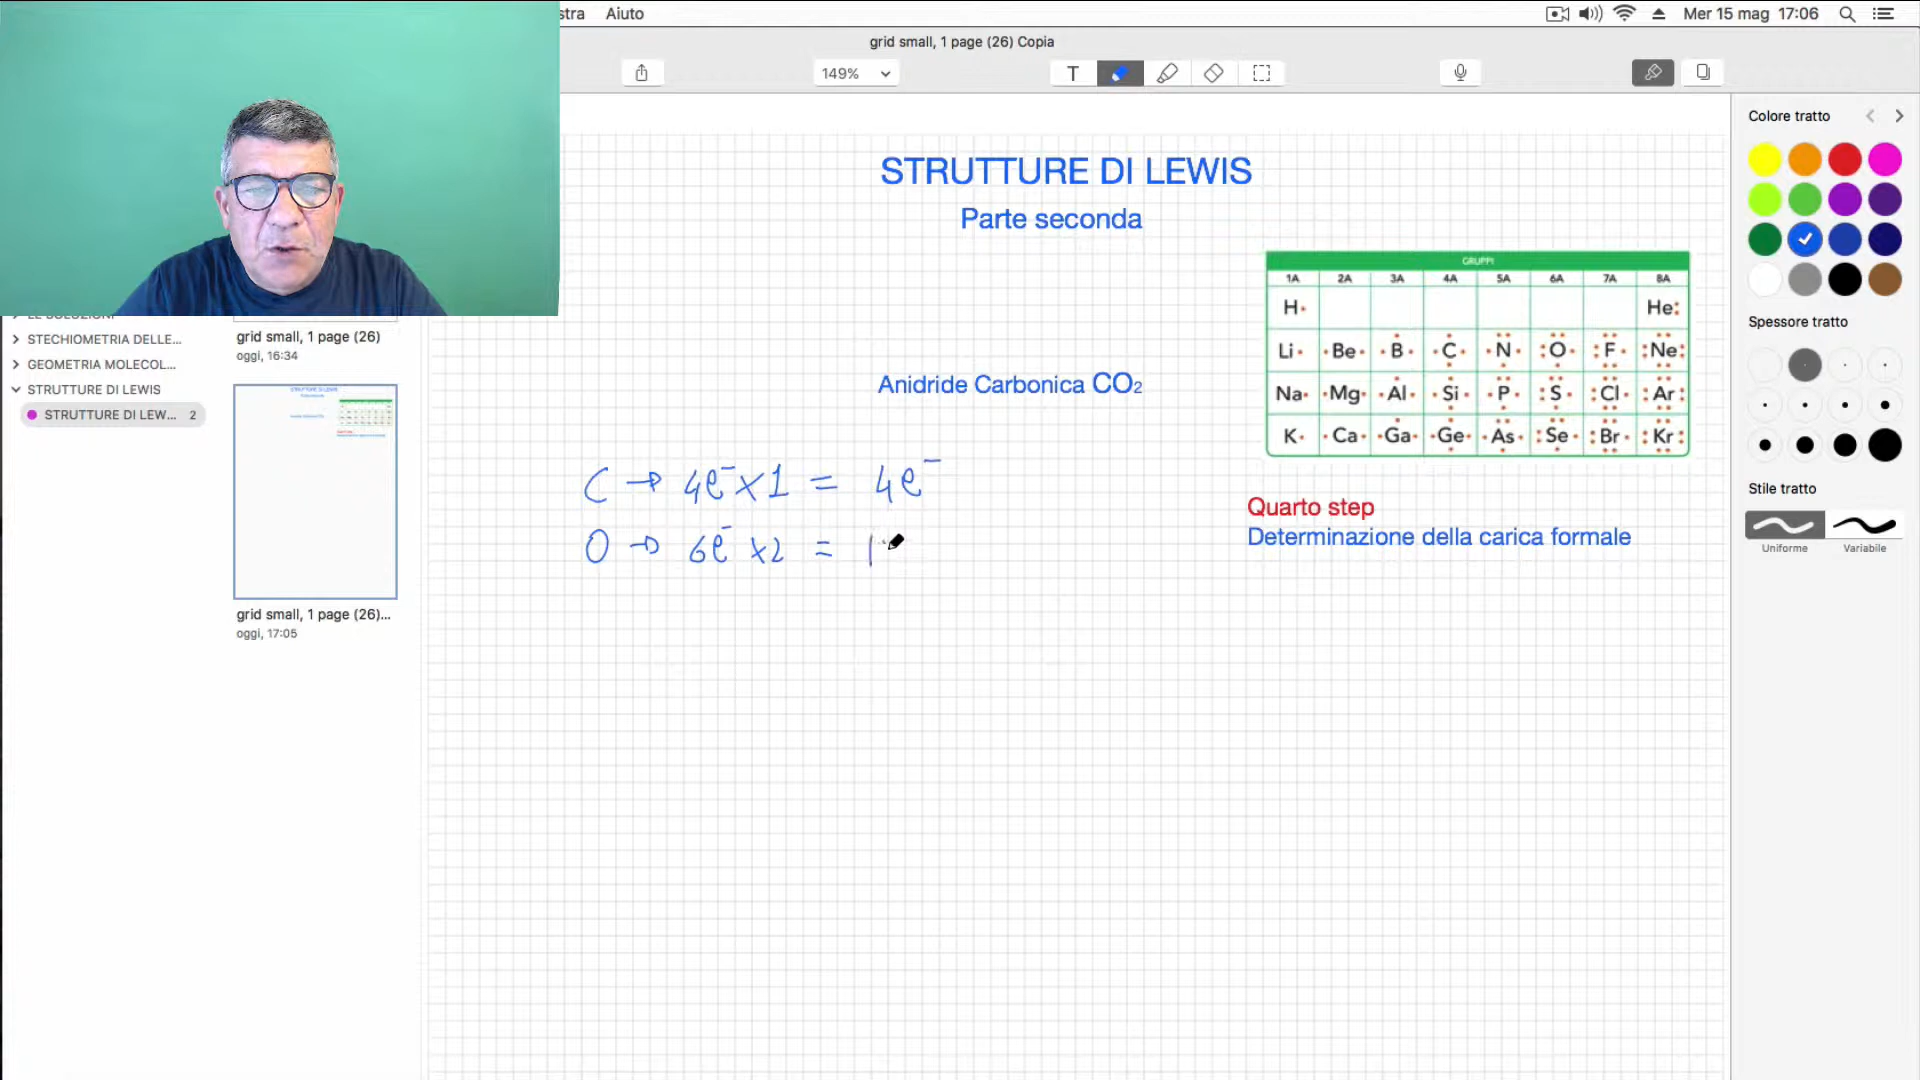 stra Aiuto
Mer 15 mag 17:06
grid small, 1 page (26) Copia
149%
T
STRUTTURE DI LEWIS
Parte seconda
Anidride Carbonica CO₂
GRUPPI
1A 2A 3A 4A 5A 6A 7A 8A
H He
Li Be B C N O F Ne
Na Mg Al Si P S Cl Ar
K Ca Ga Ge As Se Br Kr
C → 4e⁻ x 1 = 4e⁻
O → 6e⁻ x 2 = 1
Quarto step
Determinazione della carica formale
LE SOLUZIONI
STECHIOMETRIA DELLE...
GEOMETRIA MOLECOL...
STRUTTURE DI LEWIS
STRUTTURE DI LEW... 2
grid small, 1 page (26)
oggi, 16:34
grid small, 1 page (26)...
oggi, 17:05
Colore tratto
Spessore tratto
Stile tratto
Uniforme Variabile